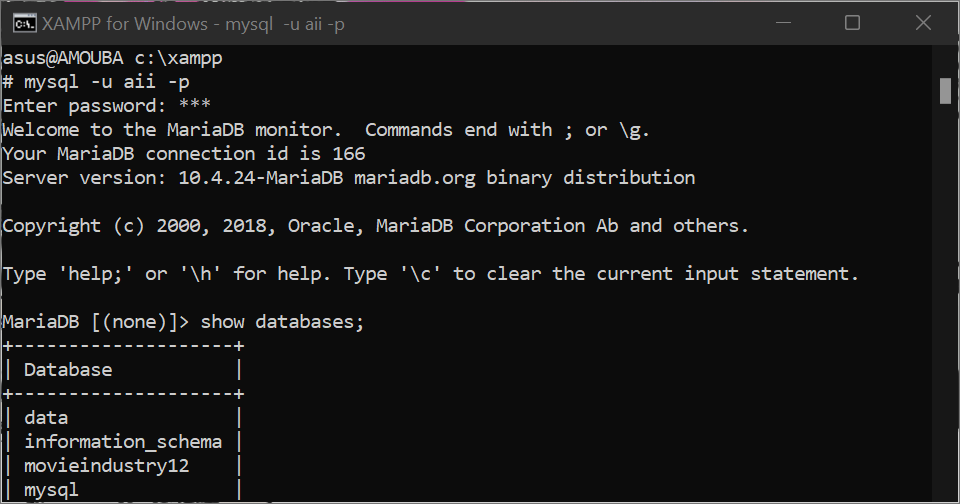 XAMPP for Windows - mysql  -u aii -p
asus@AMOUBA c:\xampp
# mysql -u aii -p
Enter password: ***
Welcome to the MariaDB monitor.  Commands end with ; or \g.
Your MariaDB connection id is 166
Server version: 10.4.24-MariaDB mariadb.org binary distribution

Copyright (c) 2000, 2018, Oracle, MariaDB Corporation Ab and others.

Type 'help;' or '\h' for help. Type '\c' to clear the current input statement.

MariaDB [(none)]> show databases;
+--------------------+
| Database           |
+--------------------+
| data               |
| information_schema |
| movieindustry12    |
| mysql              |